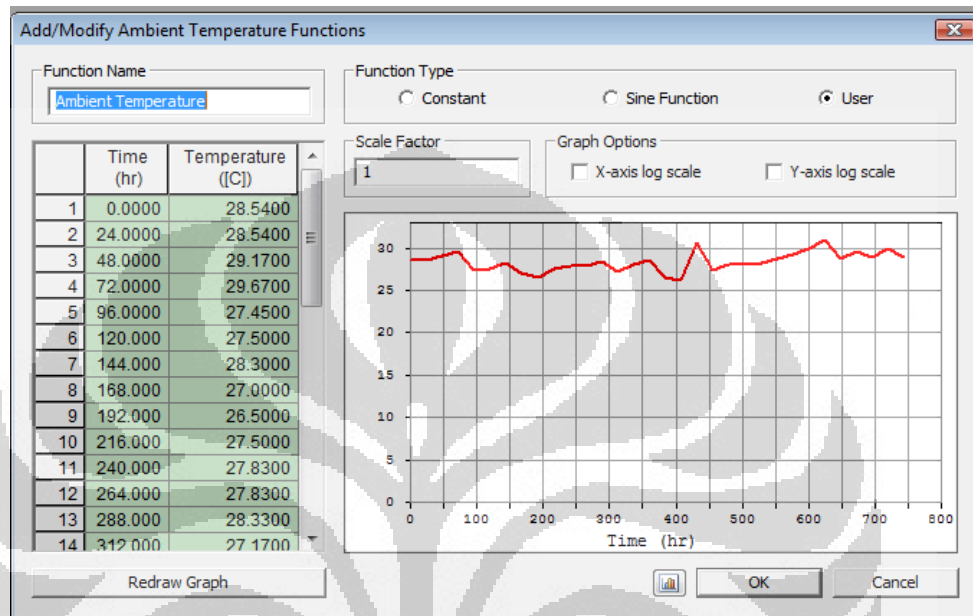 Add/Modify Ambient Temperature Functions
Function Name
Ambient Temperature
Function Type
Constant Sine Function User
Scale Factor
1
Graph Options
X-axis log scale Y-axis log scale
Time (hr) Temperature ([C])
1 0.0000 28.5400
2 24.0000 28.5400
3 48.0000 29.1700
4 72.0000 29.6700
5 96.0000 27.4500
6 120.000 27.5000
7 144.000 28.3000
8 168.000 27.0000
9 192.000 26.5000
10 216.000 27.5000
11 240.000 27.8300
12 264.000 27.8300
13 288.000 28.3300
14 312.000 27.1700
30
25
20
15
10
5
0
0 100 200 300 400 500 600 700 800
Time (hr)
Redraw Graph OK Cancel